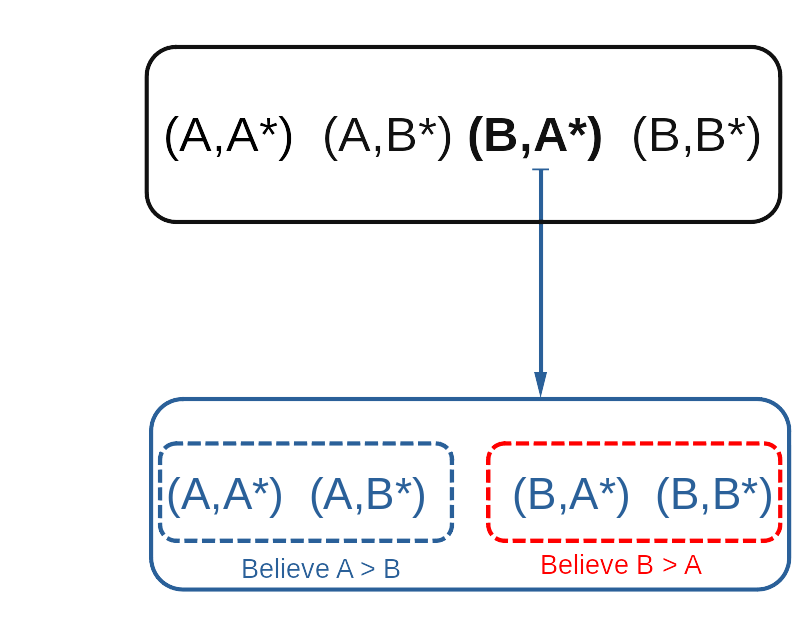 (A,A*) (A,B*) (B,A*) (B,B*)
(A,A*) (A,B*) (B,A*) (B,B*)
Believe A > B Believe B > A